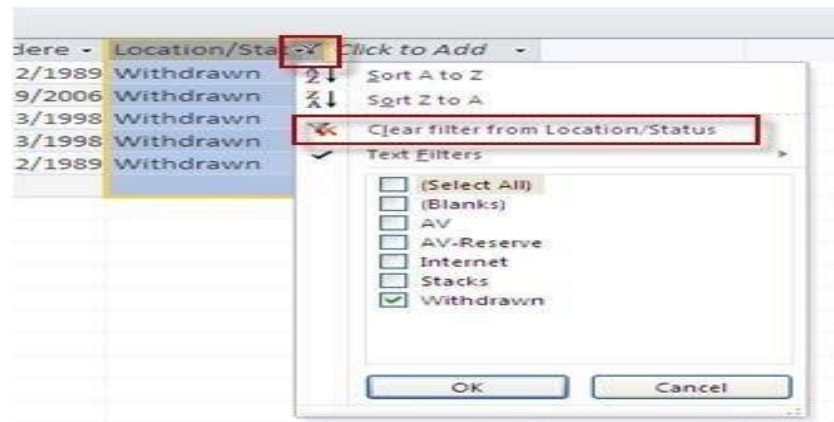 dere Location/Sta Click to Add
2/1989 Withdrawn
9/2006 Withdrawn
3/1998 Withdrawn
3/1998 Withdrawn
2/1989 Withdrawn
Sort A to Z
Sort Z to A
Clear filter from Location/Status
Text Filters
(Select All)
(Blanks)
AV
AV-Reserve
Internet
Stacks
Withdrawn
OK Cancel